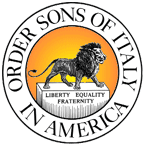 ORDER SONS OF ITALY
IN AMERICA
LIBERTY EQUALITY
FRATERNITY